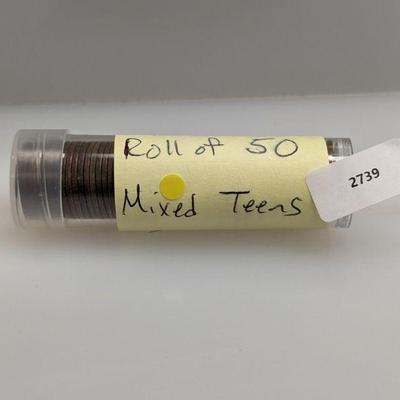 Roll of 50
Mixed Teens
2739